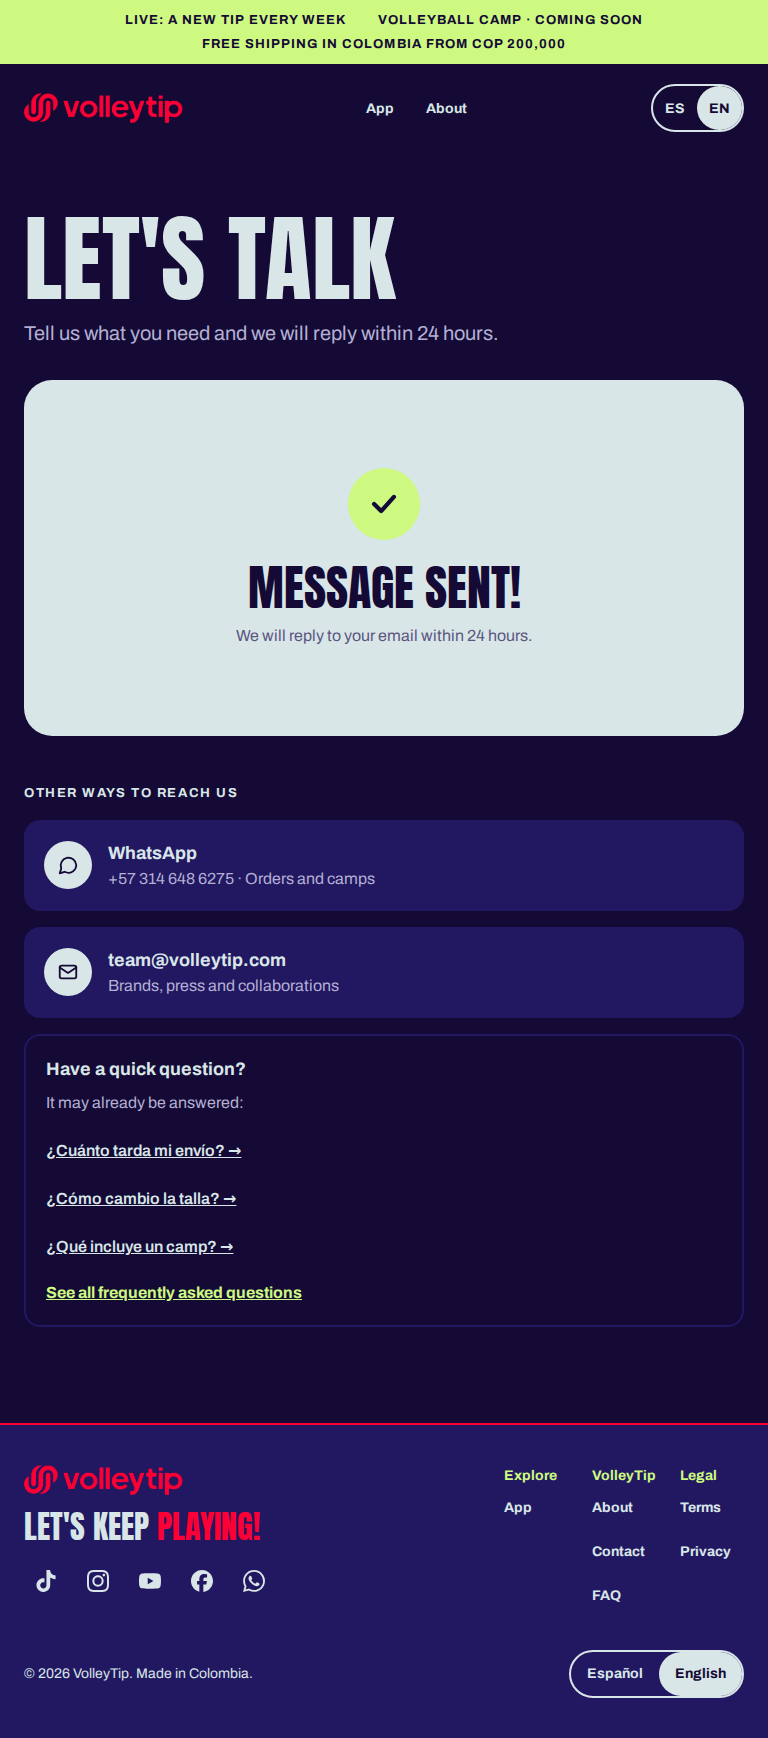 LIVE: A NEW TIP EVERY WEEK VOLLEYBALL CAMP · COMING SOON
FREE SHIPPING IN COLOMBIA FROM COP 200,000
volleytip
App About
ES EN
LET'S TALK
Tell us what you need and we will reply within 24 hours.
MESSAGE SENT!
We will reply to your email within 24 hours.
OTHER WAYS TO REACH US
WhatsApp
+57 314 648 6275 · Orders and camps
team@volleytip.com
Brands, press and collaborations
Have a quick question?
It may already be answered:
¿Cuánto tarda mi envío? →
¿Cómo cambio la talla? →
¿Qué incluye un camp? →
See all frequently asked questions
volleytip
LET'S KEEP PLAYING!
Explore
App
VolleyTip
About
Contact
FAQ
Legal
Terms
Privacy
© 2026 VolleyTip. Made in Colombia.
Español English